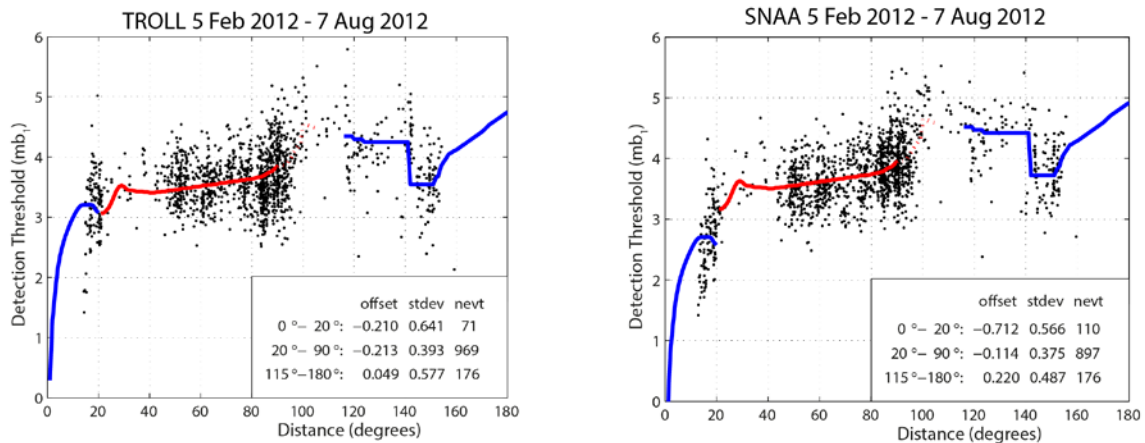 TROLL 5 Feb 2012 - 7 Aug 2012
Detection Threshold (mb₁)
6
5
4
3
2
1
0
offset stdev nevt
0 °− 20 °: −0.210 0.641 71
20 °− 90 °: −0.213 0.393 969
115 °−180 °: 0.049 0.577 176
0 20 40 60 80 100 120 140 160 180
Distance (degrees)
SNAA 5 Feb 2012 - 7 Aug 2012
Detection Threshold (mb₁)
6
5
4
3
2
1
0
offset stdev nevt
0 °− 20 °: −0.712 0.566 110
20 °− 90 °: −0.114 0.375 897
115 °−180 °: 0.220 0.487 176
0 20 40 60 80 100 120 140 160 180
Distance (degrees)